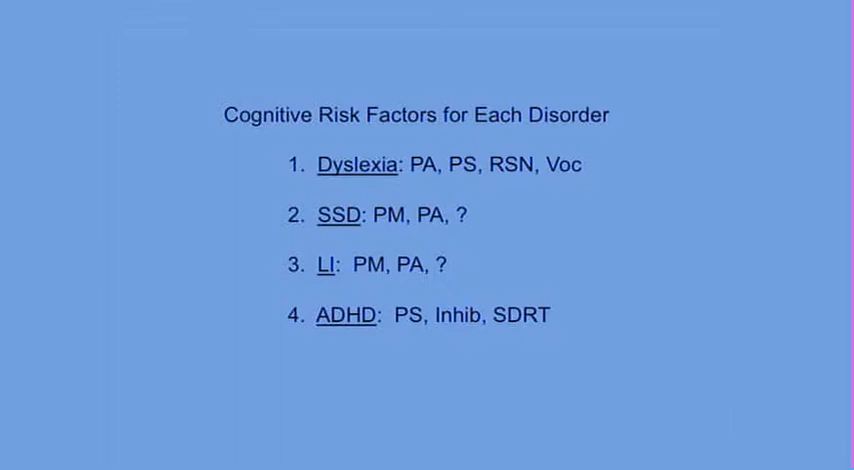 Cognitive Risk Factors for Each Disorder
1. Dyslexia: PA, PS, RSN, Voc
2. SSD: PM, PA, ?
3. LI: PM, PA, ?
4. ADHD: PS, Inhib, SDRT